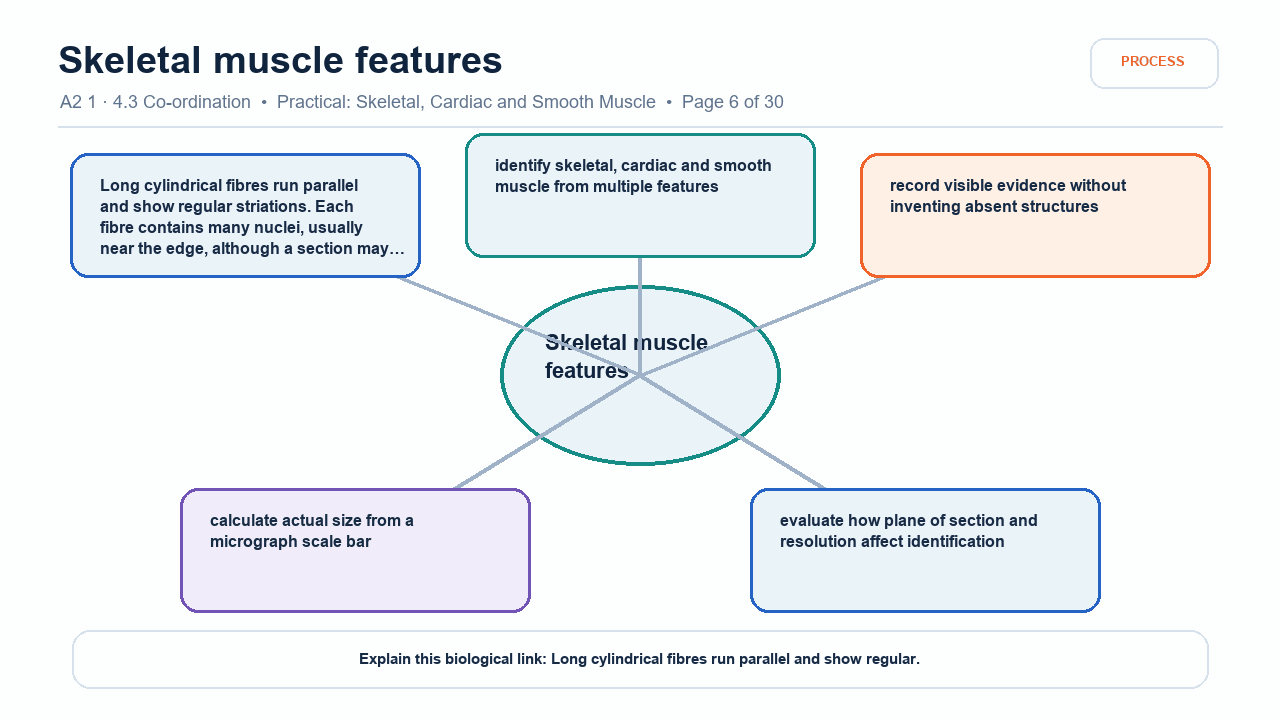 Skeletal muscle features
PROCESS
A2 1 · 4.3 Co-ordination • Practical: Skeletal, Cardiac and Smooth Muscle • Page 6 of 30
Long cylindrical fibres run parallel
and show regular striations. Each
fibre contains many nuclei, usually
near the edge, although a section may…
identify skeletal, cardiac and smooth
muscle from multiple features
record visible evidence without
inventing absent structures
Skeletal muscle
features
calculate actual size from a
micrograph scale bar
evaluate how plane of section and
resolution affect identification
Explain this biological link: Long cylindrical fibres run parallel and show regular.